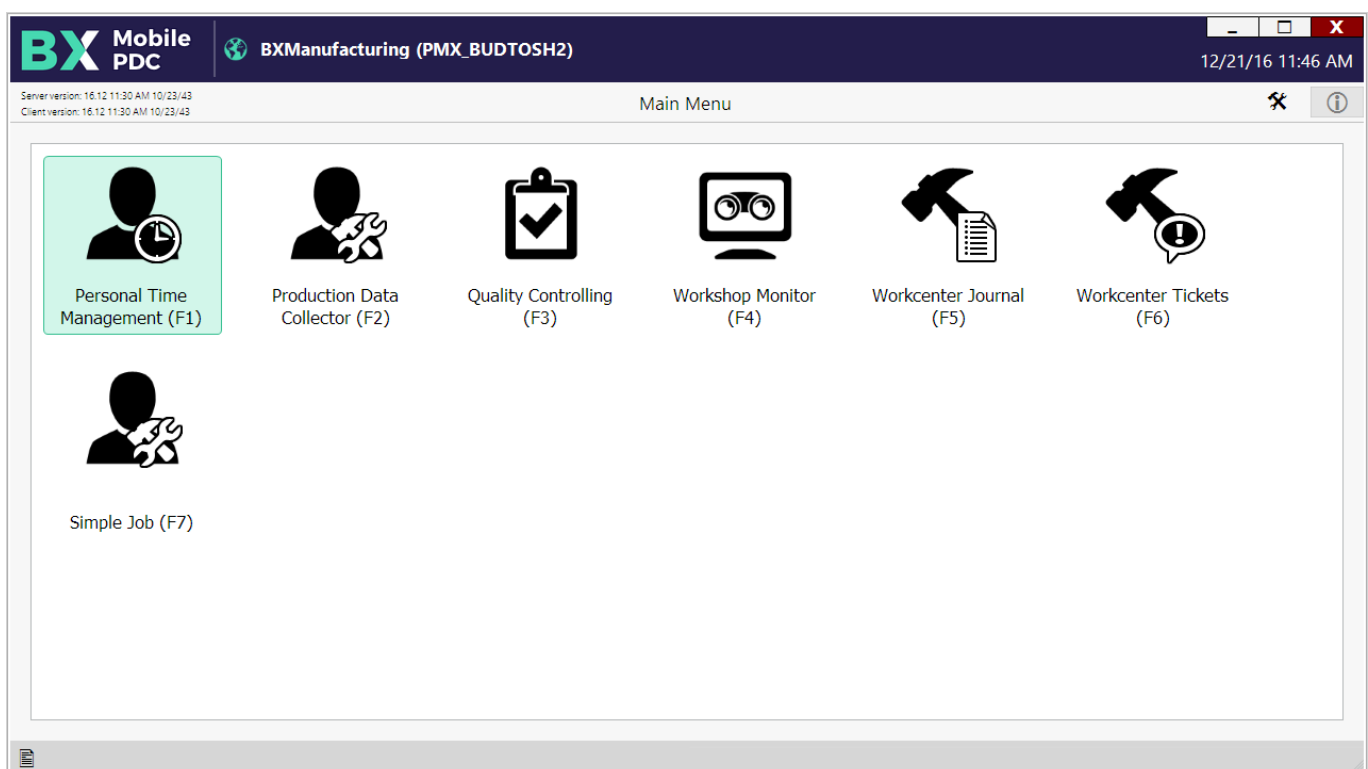 BX Mobile
PDC
BXManufacturing (PMX_BUDTOSH2)
X
12/21/16 11:46 AM
Server version: 16.12 11:30 AM 10/23/43
Client version: 16.12 11:30 AM 10/23/43
Main Menu
Personal Time
Management (F1)
Production Data
Collector (F2)
Quality Controlling
(F3)
Workshop Monitor
(F4)
Workcenter Journal
(F5)
Workcenter Tickets
(F6)
Simple Job (F7)